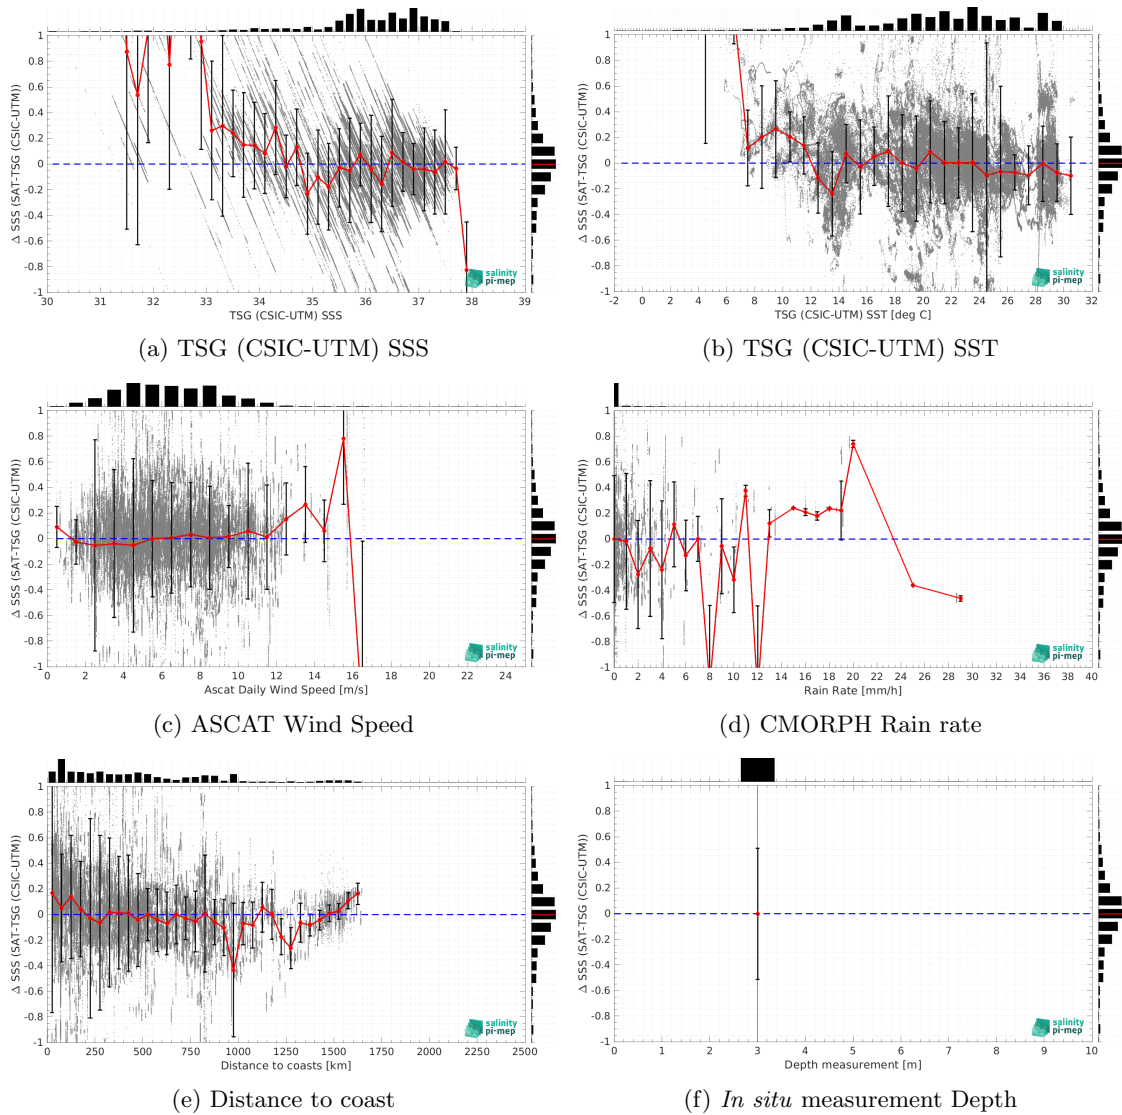 Δ SSS (SAT-TSG (CSIC-UTM))
1
0.8
0.6
0.4
0.2
0
-0.2
-0.4
-0.6
-0.8
-1
30 31 32 33 34 35 36 37 38 39
TSG (CSIC-UTM) SSS
salinity
pi-mep
(a) TSG (CSIC-UTM) SSS
Δ SSS (SAT-TSG (CSIC-UTM))
1
0.8
0.6
0.4
0.2
0
-0.2
-0.4
-0.6
-0.8
-1
-2 0 2 4 6 8 10 12 14 16 18 20 22 24 26 28 30 32
TSG (CSIC-UTM) SST [deg C]
salinity
pi-mep
(b) TSG (CSIC-UTM) SST
Δ SSS (SAT-TSG (CSIC-UTM))
1
0.8
0.6
0.4
0.2
0
-0.2
-0.4
-0.6
-0.8
-1
0 2 4 6 8 10 12 14 16 18 20 22 24
Ascat Daily Wind Speed [m/s]
salinity
pi-mep
(c) ASCAT Wind Speed
Δ SSS (SAT-TSG (CSIC-UTM))
1
0.8
0.6
0.4
0.2
0
-0.2
-0.4
-0.6
-0.8
-1
0 2 4 6 8 10 12 14 16 18 20 22 24 26 28 30 32 34 36 38 40
Rain Rate [mm/h]
salinity
pi-mep
(d) CMORPH Rain rate
Δ SSS (SAT-TSG (CSIC-UTM))
1
0.8
0.6
0.4
0.2
0
-0.2
-0.4
-0.6
-0.8
-1
0 250 500 750 1000 1250 1500 1750 2000 2250 2500
Distance to coasts [km]
salinity
pi-mep
(e) Distance to coast
Δ SSS (SAT-TSG (CSIC-UTM))
1
0.8
0.6
0.4
0.2
0
-0.2
-0.4
-0.6
-0.8
-1
0 1 2 3 4 5 6 7 8 9 10
Depth measurement [m]
salinity
pi-mep
(f) In situ measurement Depth